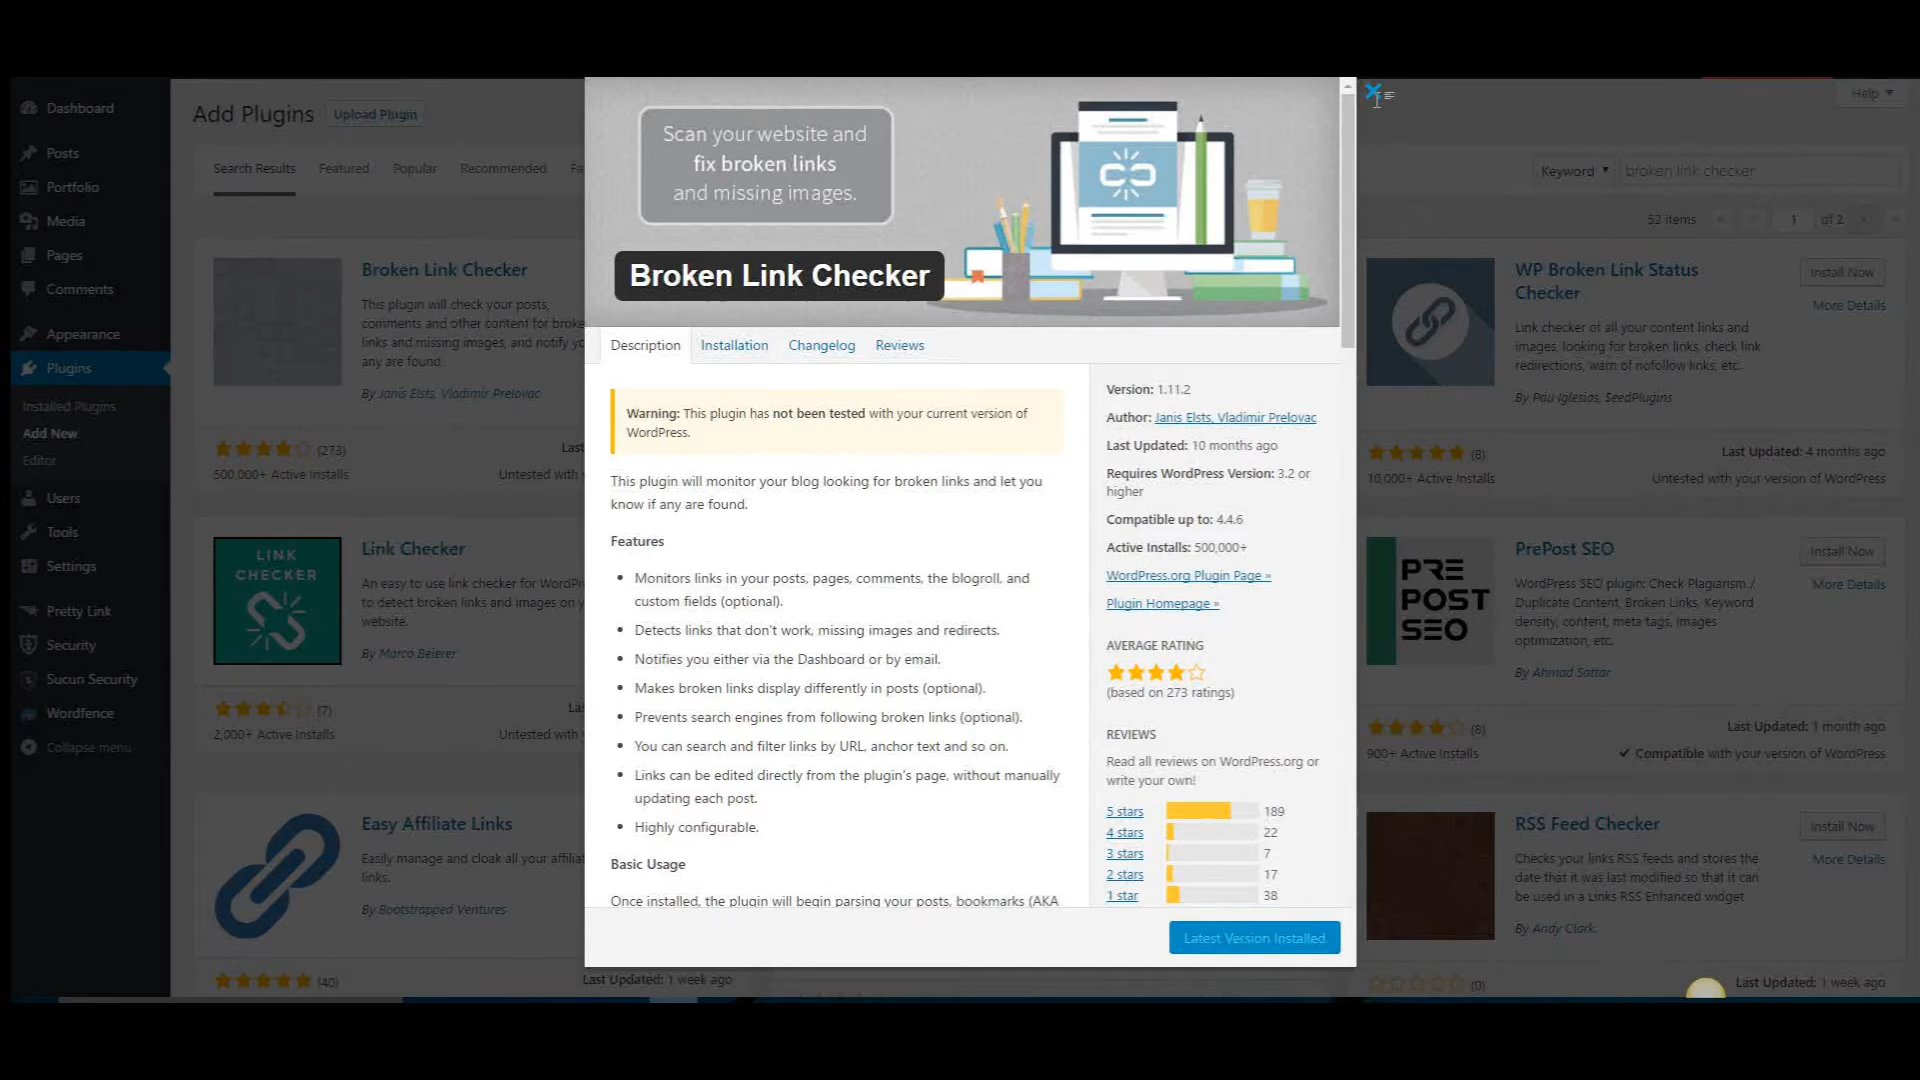 Dashboard
Posts
Portfolio
Media
Pages
Comments
Appearance
Plugins
Installed Plugins
Add New
Editor
Users
Tools
Settings
Pretty Link
Security
Sucuri Security
Wordfence
Collapse menu
Add Plugins
Upload Plugin
Help
Search Results
Featured
Popular
Recommended
Fa
Keyword
broken link checker
52 items
1
of 2
Broken Link Checker
This plugin will check your posts,
comments and other content for broke
links and missing images, and notify yo
any are found.
By Janis Elsts, Vladimir Prelovac
(273)
Last
500,000+ Active Installs
Untested with
LINK
CHECKER
Link Checker
An easy to use link checker for WordPr
to detect broken links and images on yo
website.
By Marco Beierer
(7)
Las
2,000+ Active Installs
Untested with
Easy Affiliate Links
Easily manage and cloak all your affilia
links.
By Bootstrapped Ventures
(40)
Last Updated: 1 week ago
Scan your website and
fix broken links
and missing images.
Broken Link Checker
Description
Installation
Changelog
Reviews
Warning: This plugin has not been tested with your current version of
WordPress.
This plugin will monitor your blog looking for broken links and let you
know if any are found.
Features
Monitors links in your posts, pages, comments, the blogroll, and
custom fields (optional).
Detects links that don't work, missing images and redirects.
Notifies you either via the Dashboard or by email.
Makes broken links display differently in posts (optional).
Prevents search engines from following broken links (optional).
You can search and filter links by URL, anchor text and so on.
Links can be edited directly from the plugin's page, without manually
updating each post.
Highly configurable.
Basic Usage
Once installed, the plugin will begin parsing your posts, bookmarks (AKA
Version: 1.11.2
Author: Janis Elsts, Vladimir Prelovac
Last Updated: 10 months ago
Requires WordPress Version: 3.2 or
higher
Compatible up to: 4.4.6
Active Installs: 500,000+
WordPress.org Plugin Page »
Plugin Homepage »
AVERAGE RATING
(based on 273 ratings)
REVIEWS
Read all reviews on WordPress.org or
write your own!
5 stars 189
4 stars 22
3 stars 7
2 stars 17
1 star 38
Latest Version Installed
WP Broken Link Status
Checker
Install Now
More Details
Link checker of all your content links and
images, looking for broken links, check link
redirections, warn of nofollow links, etc..
By Pau Iglesias, SeedPlugins
(8)
Last Updated: 4 months ago
10,000+ Active Installs
Untested with your version of WordPress
PRE
POST
SEO
PrePost SEO
Install Now
More Details
WordPress SEO plugin: Check Plagiarism /
Duplicate Content, Broken Links, Keyword
density, content, meta tags, images
optimization, etc.
By Ahmad Sattar
(8)
Last Updated: 1 month ago
900+ Active Installs
Compatible with your version of WordPress
RSS Feed Checker
Install Now
More Details
Checks your links RSS feeds and stores the
date that it was last modified so that it can
be used in a Links RSS Enhanced widget
By Andy Clark.
(0)
Last Updated: 1 week ago